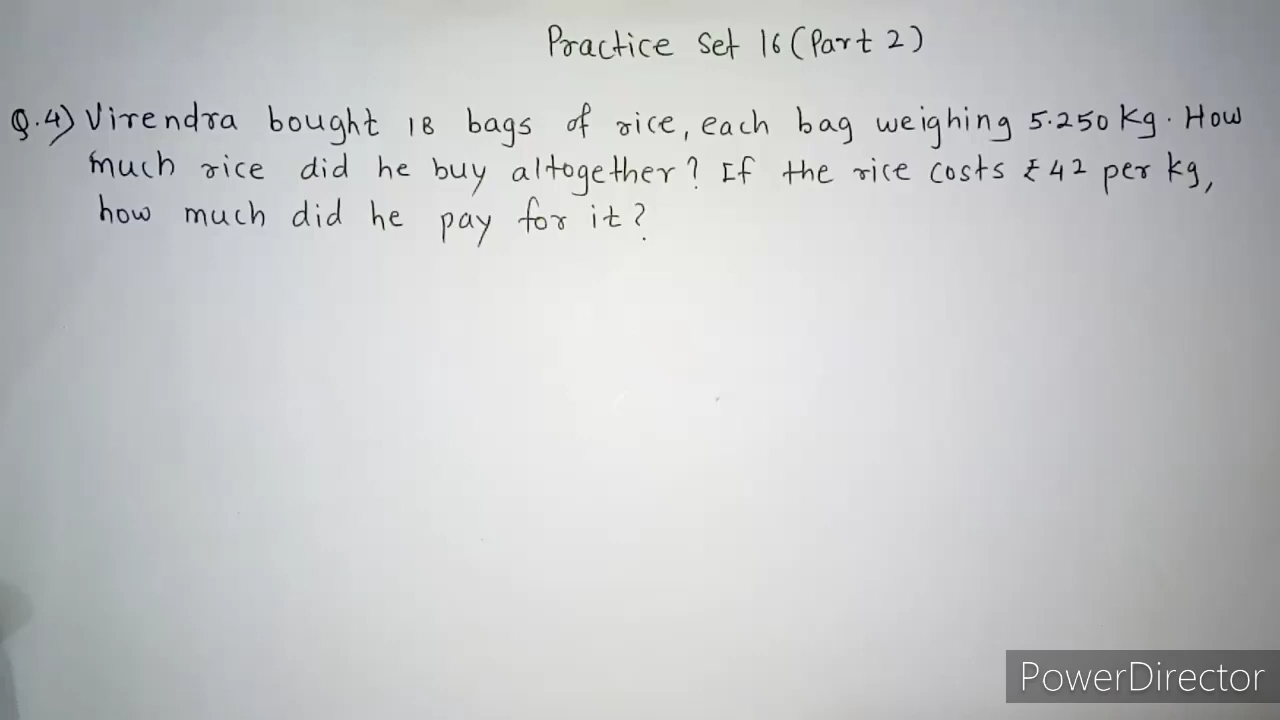 Practice Set 16 (Part 2)
Q.4) Virendra bought 18 bags of rice, each bag weighing 5.250 kg. How
much rice did he buy altogether? If the rice costs ₹42 per kg,
how much did he pay for it?
PowerDirector